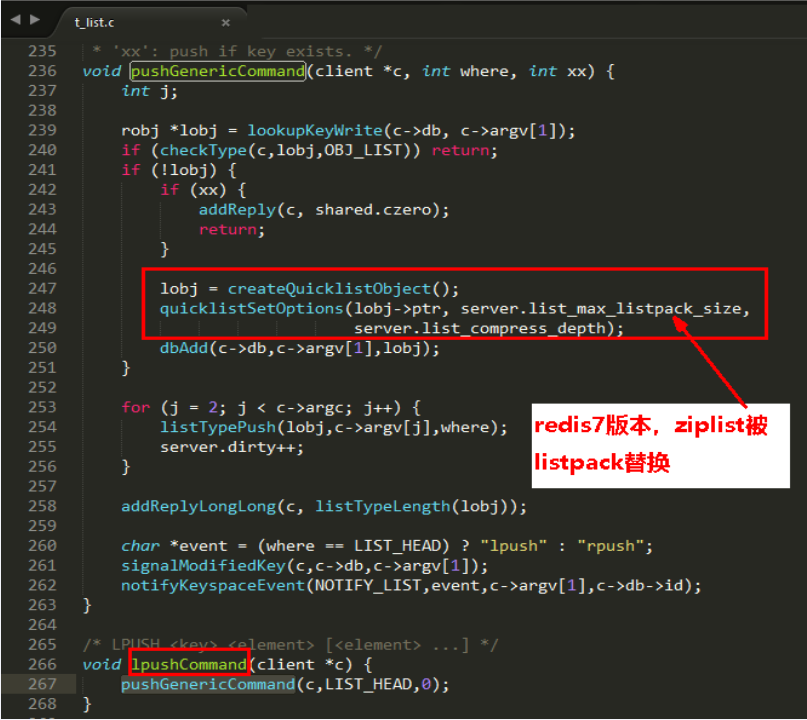 t_list.c ×
235 * 'xx': push if key exists. */
236 void pushGenericCommand(client *c, int where, int xx) {
237 int j;
238
239 robj *lobj = lookupKeyWrite(c->db, c->argv[1]);
240 if (checkType(c,lobj,OBJ_LIST)) return;
241 if (!lobj) {
242 if (xx) {
243 addReply(c, shared.czero);
244 return;
245 }
246
247 lobj = createQuicklistObject();
248 quicklistSetOptions(lobj->ptr, server.list_max_listpack_size,
249 server.list_compress_depth);
250 dbAdd(c->db,c->argv[1],lobj);
251 }
252
253 for (j = 2; j < c->argc; j++) {
254 listTypePush(lobj,c->argv[j],where);
255 server.dirty++;
256 }
257
redis7版本，ziplist被
listpack替换
258 addReplyLongLong(c, listTypeLength(lobj));
259
260 char *event = (where == LIST_HEAD) ? "lpush" : "rpush";
261 signalModifiedKey(c,c->db,c->argv[1]);
262 notifyKeyspaceEvent(NOTIFY_LIST,event,c->argv[1],c->db->id);
263 }
264
265 /* LPUSH <key> <element> [<element> ...] */
266 void lpushCommand(client *c) {
267 pushGenericCommand(c,LIST_HEAD,0);
268 }